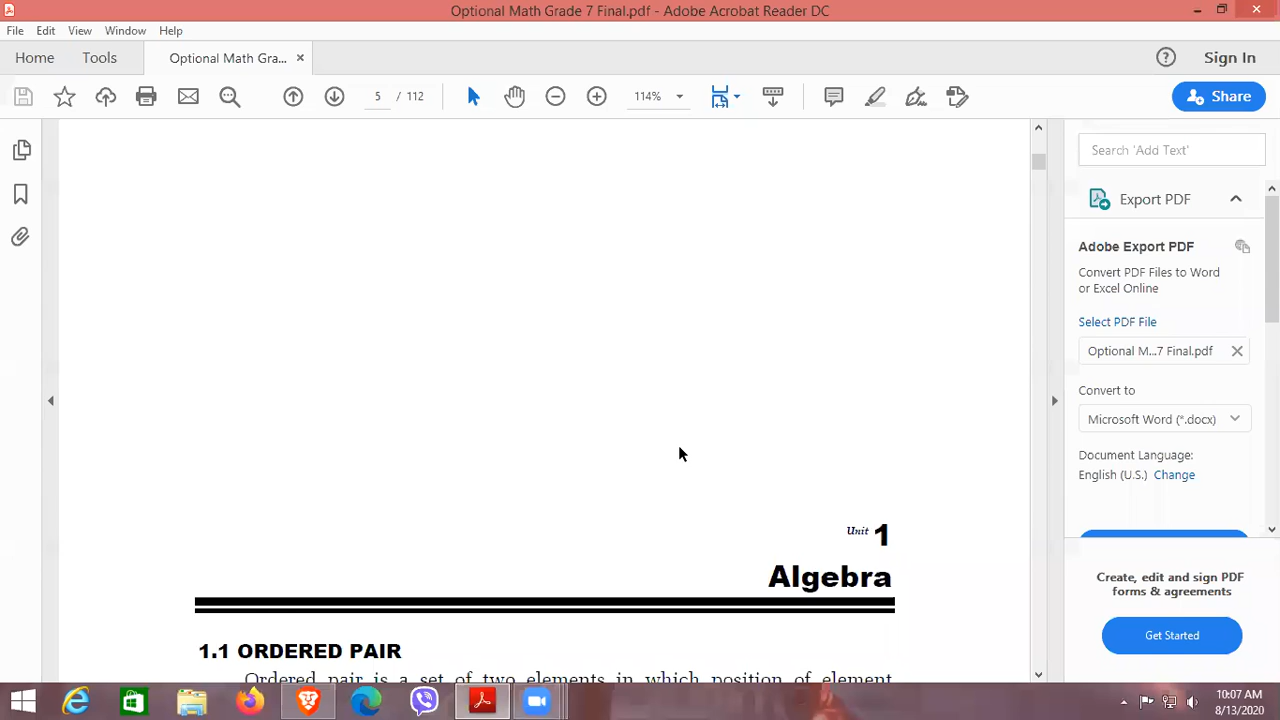 Optional Math Grade 7 Final.pdf - Adobe Acrobat Reader DC
File Edit View Window Help
Home Tools Optional Math Gra... × Sign In
5 / 112 114% Share
Search 'Add Text'
Export PDF
Adobe Export PDF
Convert PDF Files to Word
or Excel Online
Select PDF File
Optional M...7 Final.pdf
Convert to
Microsoft Word (*.docx)
Document Language:
English (U.S.) Change
Create, edit and sign PDF
forms & agreements
Get Started
Unit 1
Algebra
1.1 ORDERED PAIR
Ordered pair is a set of two elements in which position of element
10:07 AM
8/13/2020